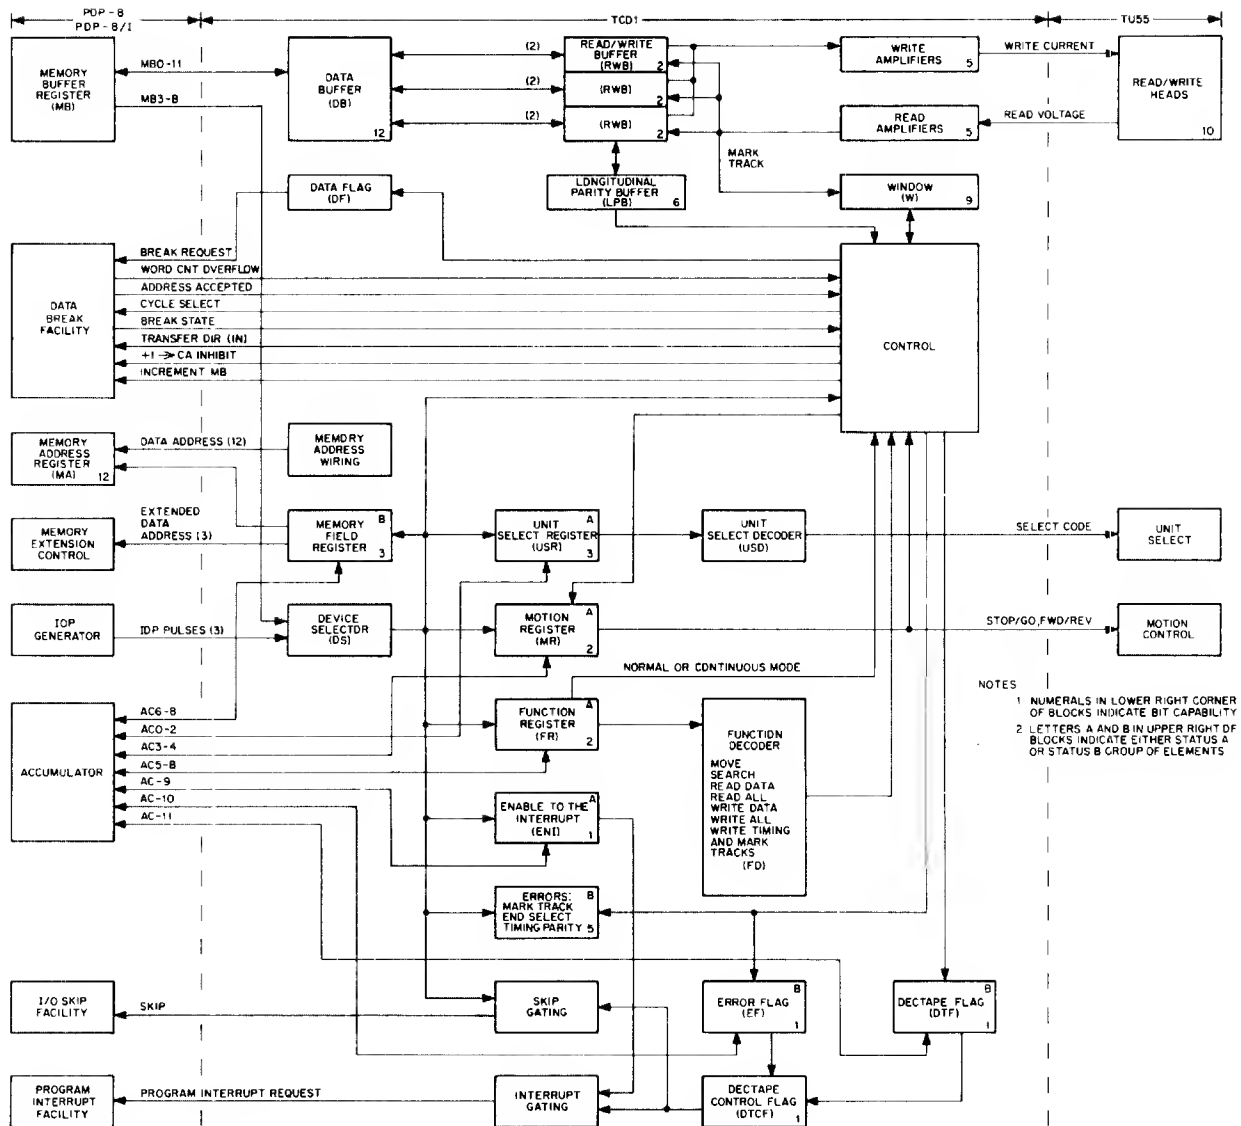 PDP-8
PDP-8/I
TCD1
TU55
MEMORY
BUFFER
REGISTER
(MB)
MB0-11
MB3-8
DATA
BUFFER
(DB)
12
(2)
(2)
(2)
READ/WRITE
BUFFER
(RWB)
2
(RWB)
2
(RWB)
2
WRITE
AMPLIFIERS
5
WRITE CURRENT
READ/WRITE
HEADS
10
READ
AMPLIFIERS
5
READ VOLTAGE
MARK
TRACK
DATA FLAG
(DF)
LDNGITUDINAL
PARITY BUFFER
(LPB)
6
WINDOW
(W)
9
DATA
BREAK
FACILITY
BREAK REQUEST
WORD CNT OVERFLOW
ADDRESS ACCEPTED
CYCLE SELECT
BREAK STATE
TRANSFER DIR (IN)
+1 → CA INHIBIT
INCREMENT MB
CONTROL
MEMORY
ADDRESS
REGISTER
(MA)
12
DATA ADDRESS (12)
MEMDRY
ADDRESS
WIRING
MEMORY
EXTENSION
CONTROL
EXTENDED
DATA
ADDRESS (3)
MEMORY
FIELD
REGISTER
B
3
UNIT
SELECT REGISTER
(USR)
A
3
UNIT
SELECT DECODER
(USD)
SELECT CODE
UNIT
SELECT
IOP
GENERATOR
IDP PULSES (3)
DEVICE
SELECTDR
(DS)
MOTION
REGISTER
(MR)
A
2
STOP/GO, FWD/REV
MOTION
CONTROL
NORMAL OR CONTINUOUS MODE
NOTES
1 NUMERALS IN LOWER RIGHT CORNER
OF BLOCKS INDICATE BIT CAPABILITY
2 LETTERS A AND B IN UPPER RIGHT DF
BLOCKS INDICATE EITHER STATUS A
OR STATUS B GROUP OF ELEMENTS
ACCUMULATOR
AC6-8
AC0-2
AC3-4
AC5-8
AC-9
AC-10
AC-11
FUNCTION
REGISTER
(FR)
A
2
FUNCTION
DECODER
MOVE
SEARCH
READ DATA
READ ALL
WRITE DATA
WRITE ALL
WRITE TIMING
AND MARK
TRACKS
(FD)
ENABLE TO THE
INTERRUPT
(ENI)
A
1
ERRORS:
MARK TRACK
END SELECT
TIMING PARITY
B
5
I/O SKIP
FACILITY
SKIP
SKIP
GATING
ERROR FLAG
(EF)
B
1
DECTAPE FLAG
(DTF)
B
1
PROGRAM
INTERRUPT
FACILITY
PROGRAM INTERRUPT REQUEST
INTERRUPT
GATING
DECTAPE
CONTROL FLAG
(DTCF)
1